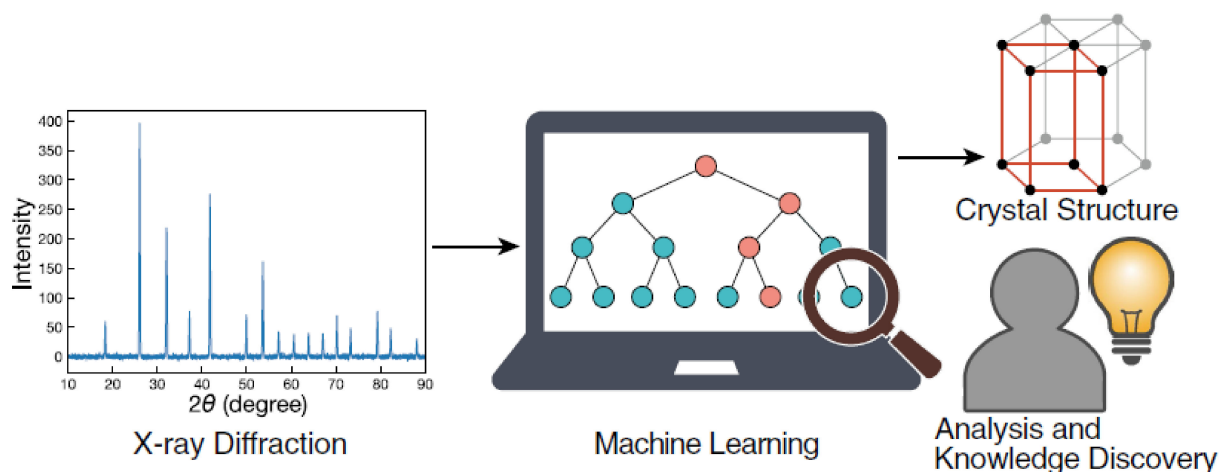 400
350
300
250
200
150
100
50
0
Intensity
10 20 30 40 50 60 70 80 90
2θ (degree)
X-ray Diffraction
Machine Learning
Crystal Structure
Analysis and
Knowledge Discovery